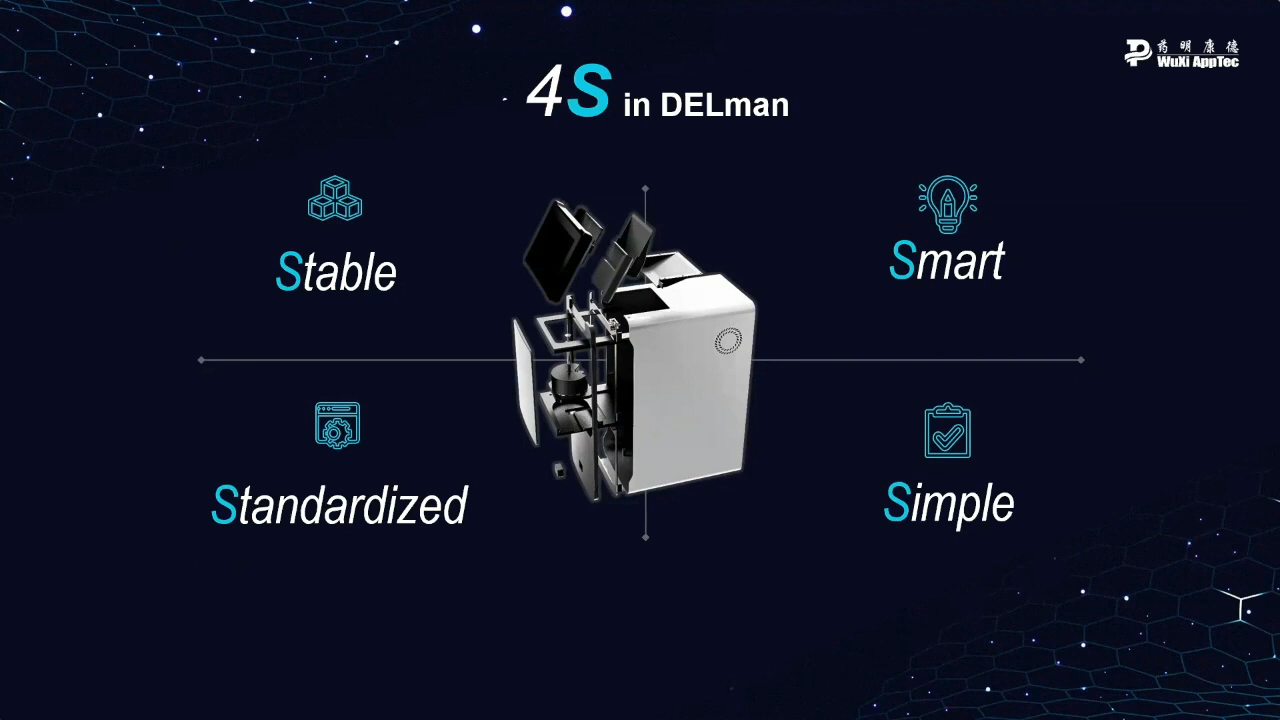 药明康德
WuXi AppTec
4S in DELman
Stable
Smart
Standardized
Simple